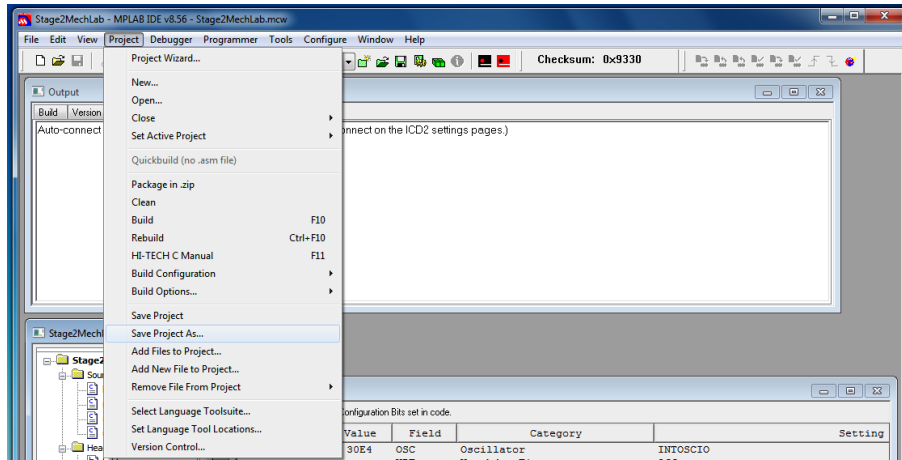 Stage2MechLab - MPLAB IDE v8.56 - Stage2MechLab.mcw
File Edit View Project Debugger Programmer Tools Configure Window Help
Checksum: 0x9330
Project Wizard...
New...
Open...
Close
Set Active Project
Quickbuild (no .asm file)
Package in .zip
Clean
Build F10
Rebuild Ctrl+F10
HI-TECH C Manual F11
Build Configuration
Build Options...
Save Project
Save Project As...
Add Files to Project...
Add New File to Project...
Remove File From Project
Select Language Toolsuite...
Set Language Tool Locations...
Version Control...
Output
Build Version
Auto-connect
onnect on the ICD2 settings pages.)
Stage2Mechl
Stage2
Sou
Hea
Configuration Bits set in code.
Value Field Category Setting
30E4 OSC Oscillator INTOSCIO